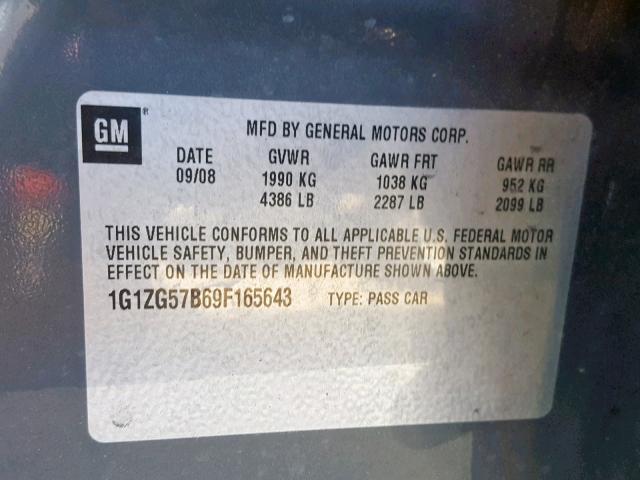 GM ®
MFD BY GENERAL MOTORS CORP.
DATE GVWR GAWR FRT GAWR RR
09/08 1990 KG 1038 KG 952 KG
4386 LB 2287 LB 2099 LB
THIS VEHICLE CONFORMS TO ALL APPLICABLE U.S. FEDERAL MOTOR
VEHICLE SAFETY, BUMPER, AND THEFT PREVENTION STANDARDS IN
EFFECT ON THE DATE OF MANUFACTURE SHOWN ABOVE.
1G1ZG57B69F165643 TYPE: PASS CAR